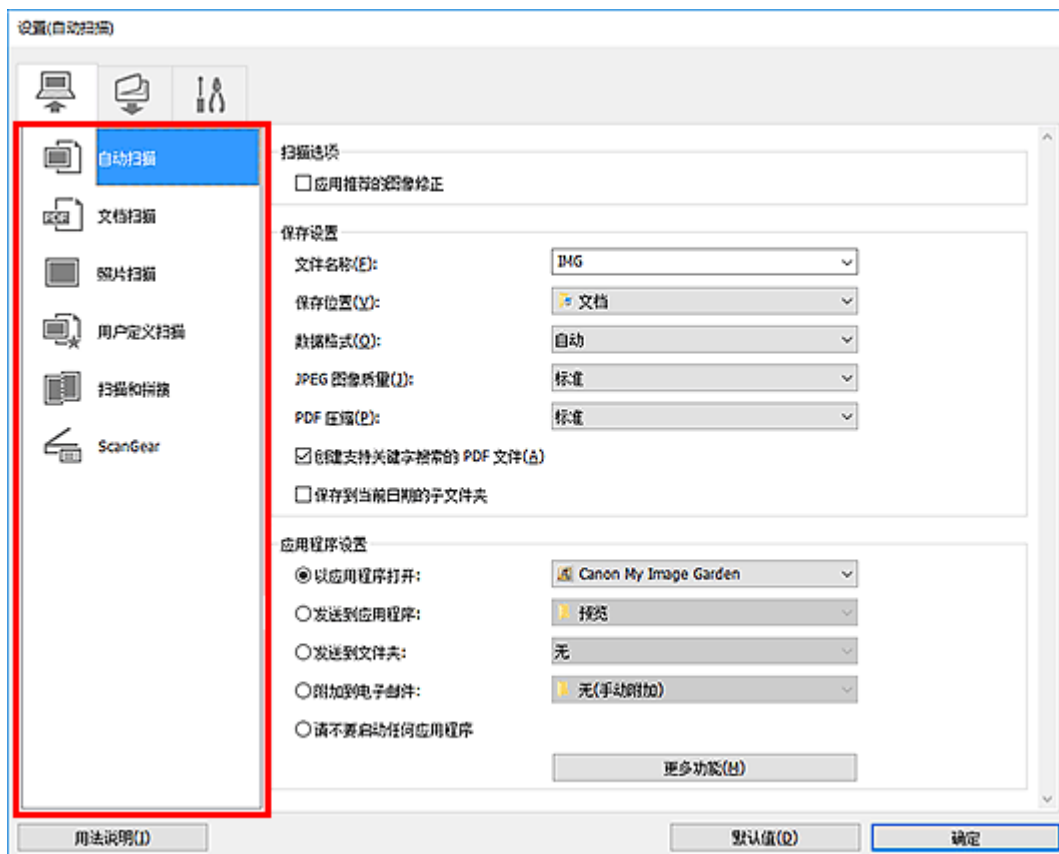 设置(自动扫描)
自动扫描
文档扫描
PDF
照片扫描
用户定义扫描
扫描和拼接
ScanGear
扫描选项
应用推荐的图像修正
保存设置
文件名称(F): IMG
保存位置(V): 文档
数据格式(O): 自动
JPEG 图像质量(J): 标准
PDF 压缩(P): 标准
创建支持关键字搜索的 PDF 文件(A)
保存到当前日期的子文件夹
应用程序设置
以应用程序打开: Canon My Image Garden
发送到应用程序: 预览
发送到文件夹: 无
附加到电子邮件: 无(手动附加)
请不要启动任何应用程序
更多功能(H)
用法说明(I) 默认值(D) 确定